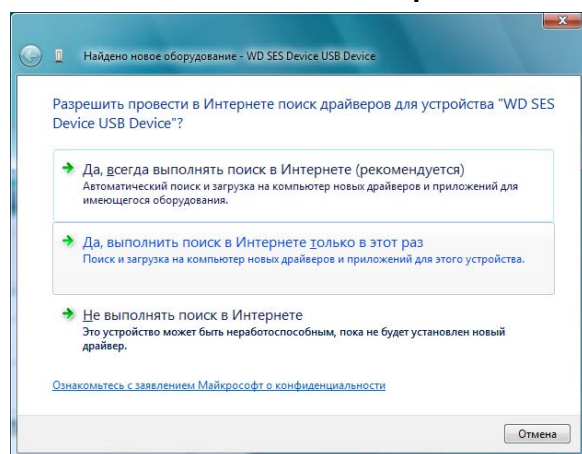 Найдено новое оборудование - WD SES Device USB Device
Разрешить провести в Интернете поиск драйверов для устройства "WD SES
Device USB Device"?
Да, всегда выполнять поиск в Интернете (рекомендуется)
Автоматический поиск и загрузка на компьютер новых драйверов и приложений для
имеющегося оборудования.
Да, выполнить поиск в Интернете только в этот раз
Поиск и загрузка на компьютер новых драйверов и приложений для этого устройства.
Не выполнять поиск в Интернете
Это устройство может быть неработоспособным, пока не будет установлен новый
драйвер.
Ознакомьтесь с заявлением Майкрософт о конфиденциальности
Отмена